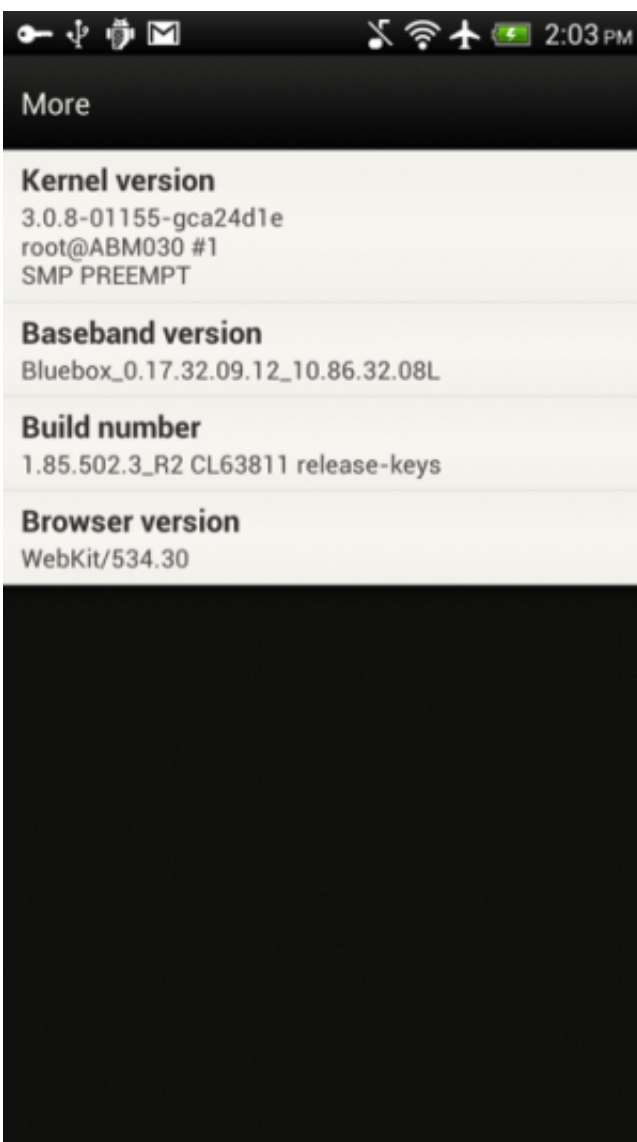 2:03 PM
More
Kernel version
3.0.8-01155-gca24d1e
root@ABM030 #1
SMP PREEMPT
Baseband version
Bluebox_0.17.32.09.12_10.86.32.08L
Build number
1.85.502.3_R2 CL63811 release-keys
Browser version
WebKit/534.30